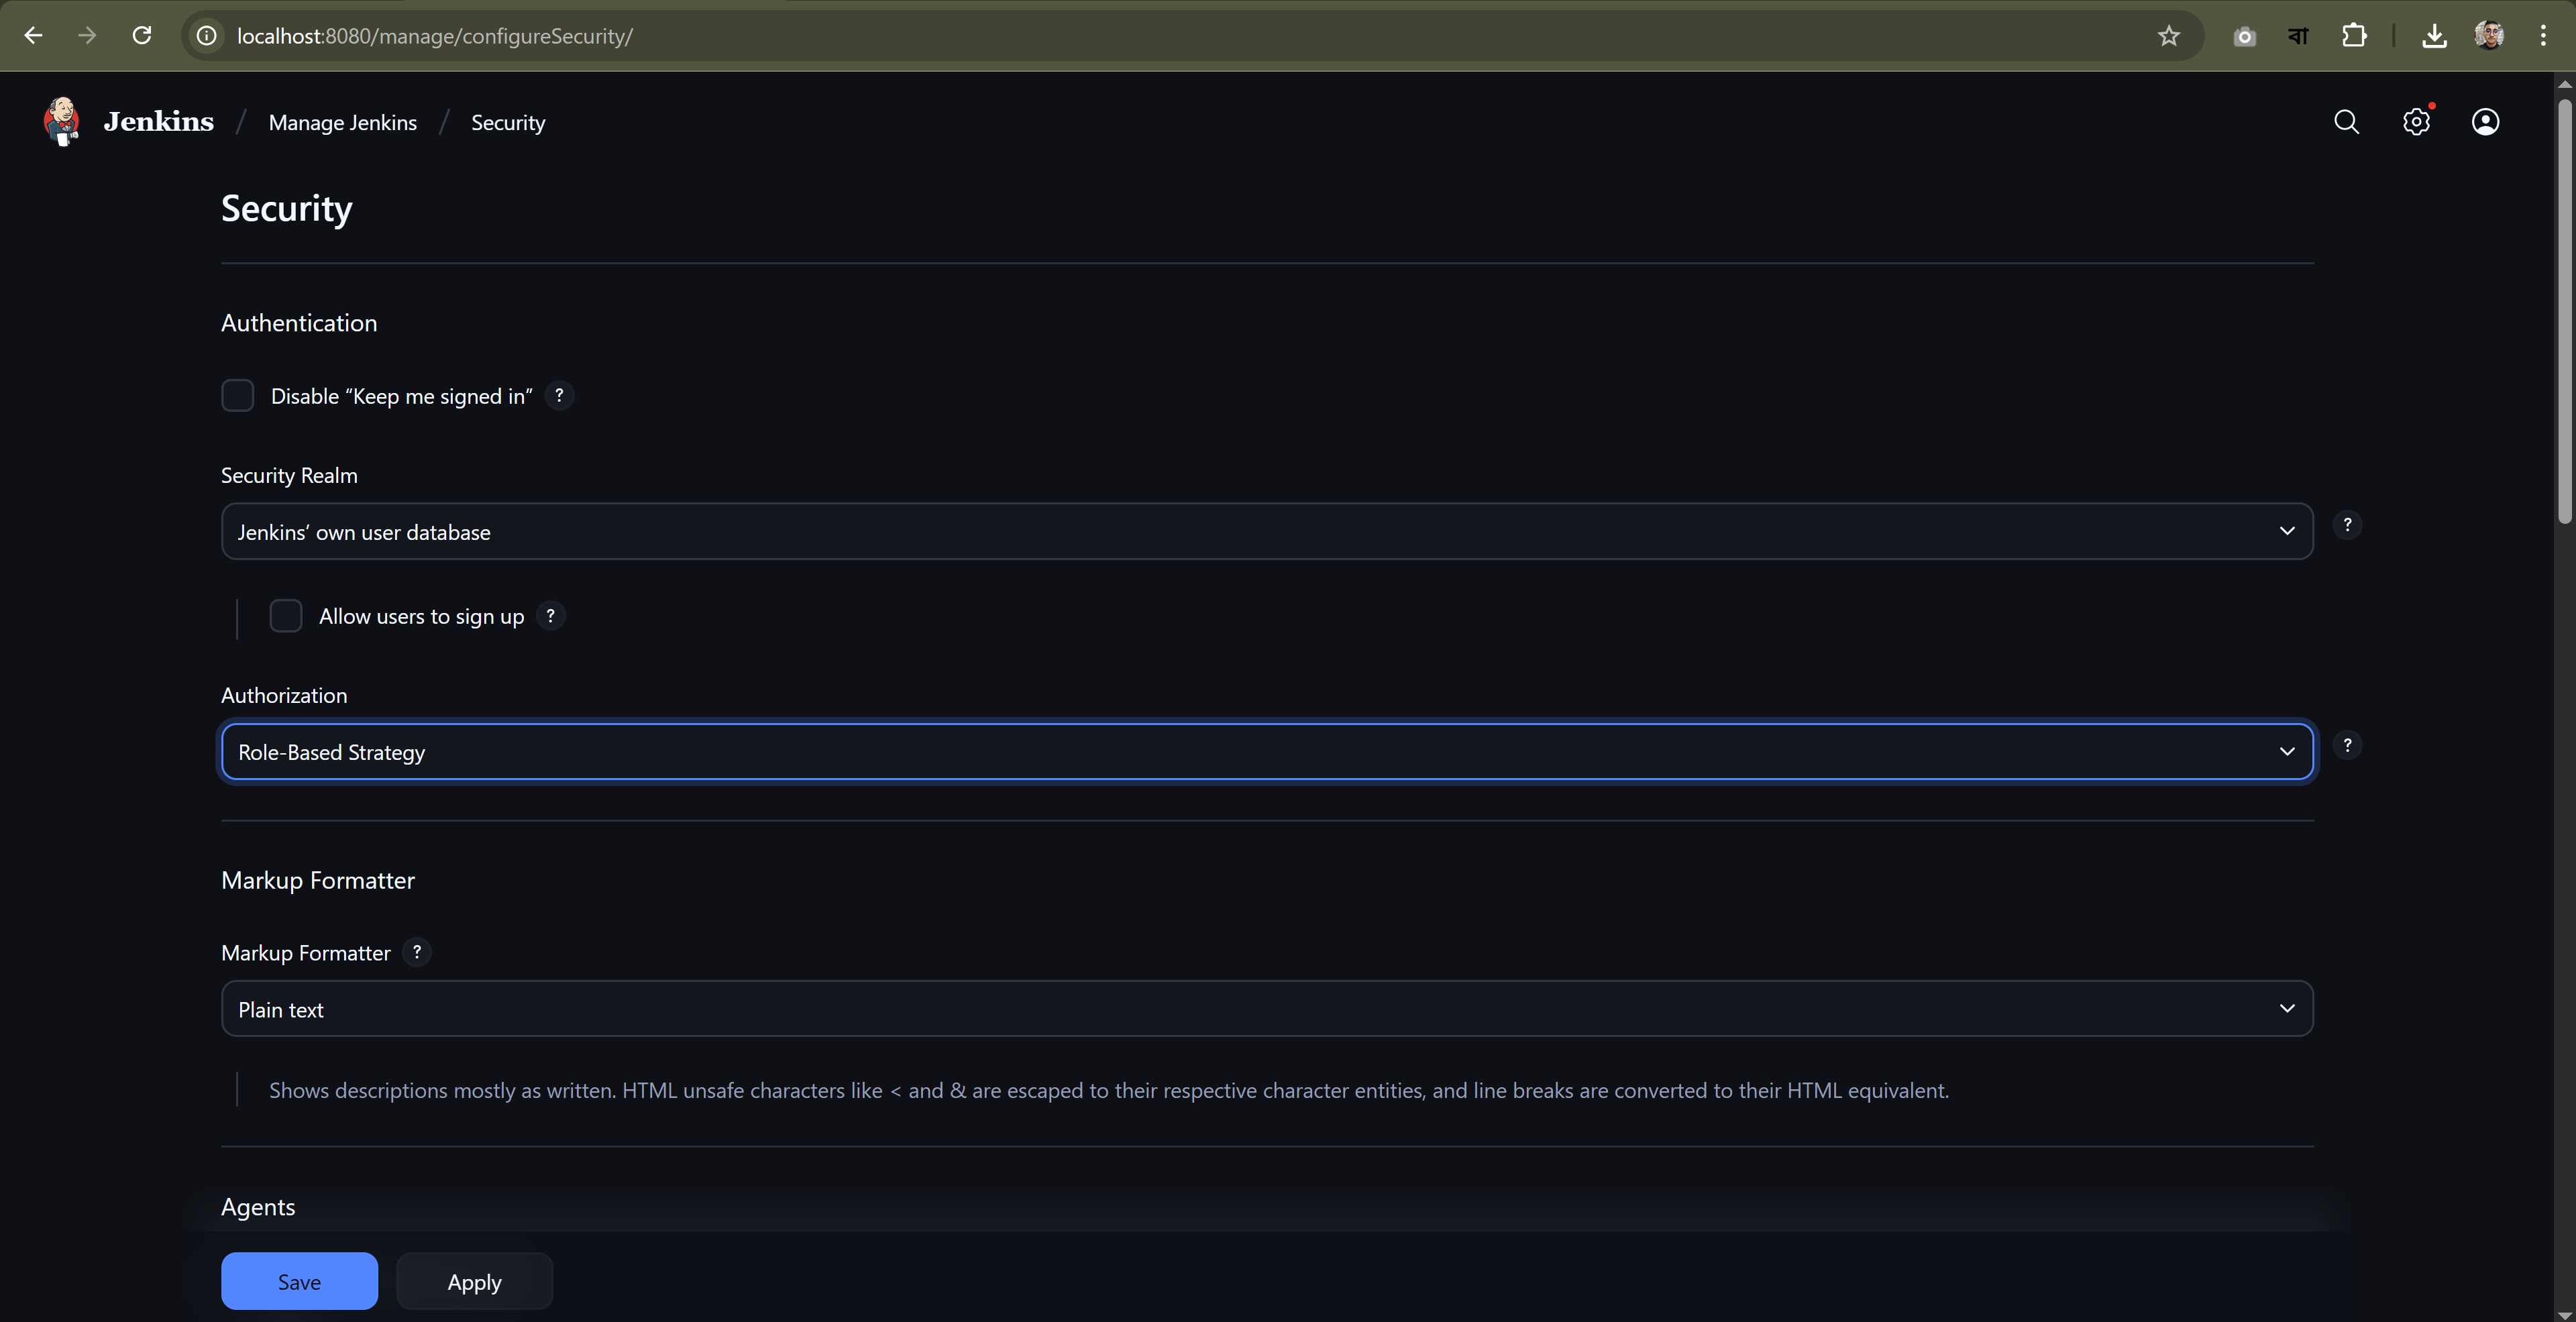 localhost:8080/manage/configureSecurity/
বা
Jenkins / Manage Jenkins / Security
Security
Authentication
Disable “Keep me signed in” ?
Security Realm
Jenkins’ own user database
?
Allow users to sign up ?
Authorization
Role-Based Strategy
?
Markup Formatter
Markup Formatter ?
Plain text
Shows descriptions mostly as written. HTML unsafe characters like < and & are escaped to their respective character entities, and line breaks are converted to their HTML equivalent.
Agents
Save Apply